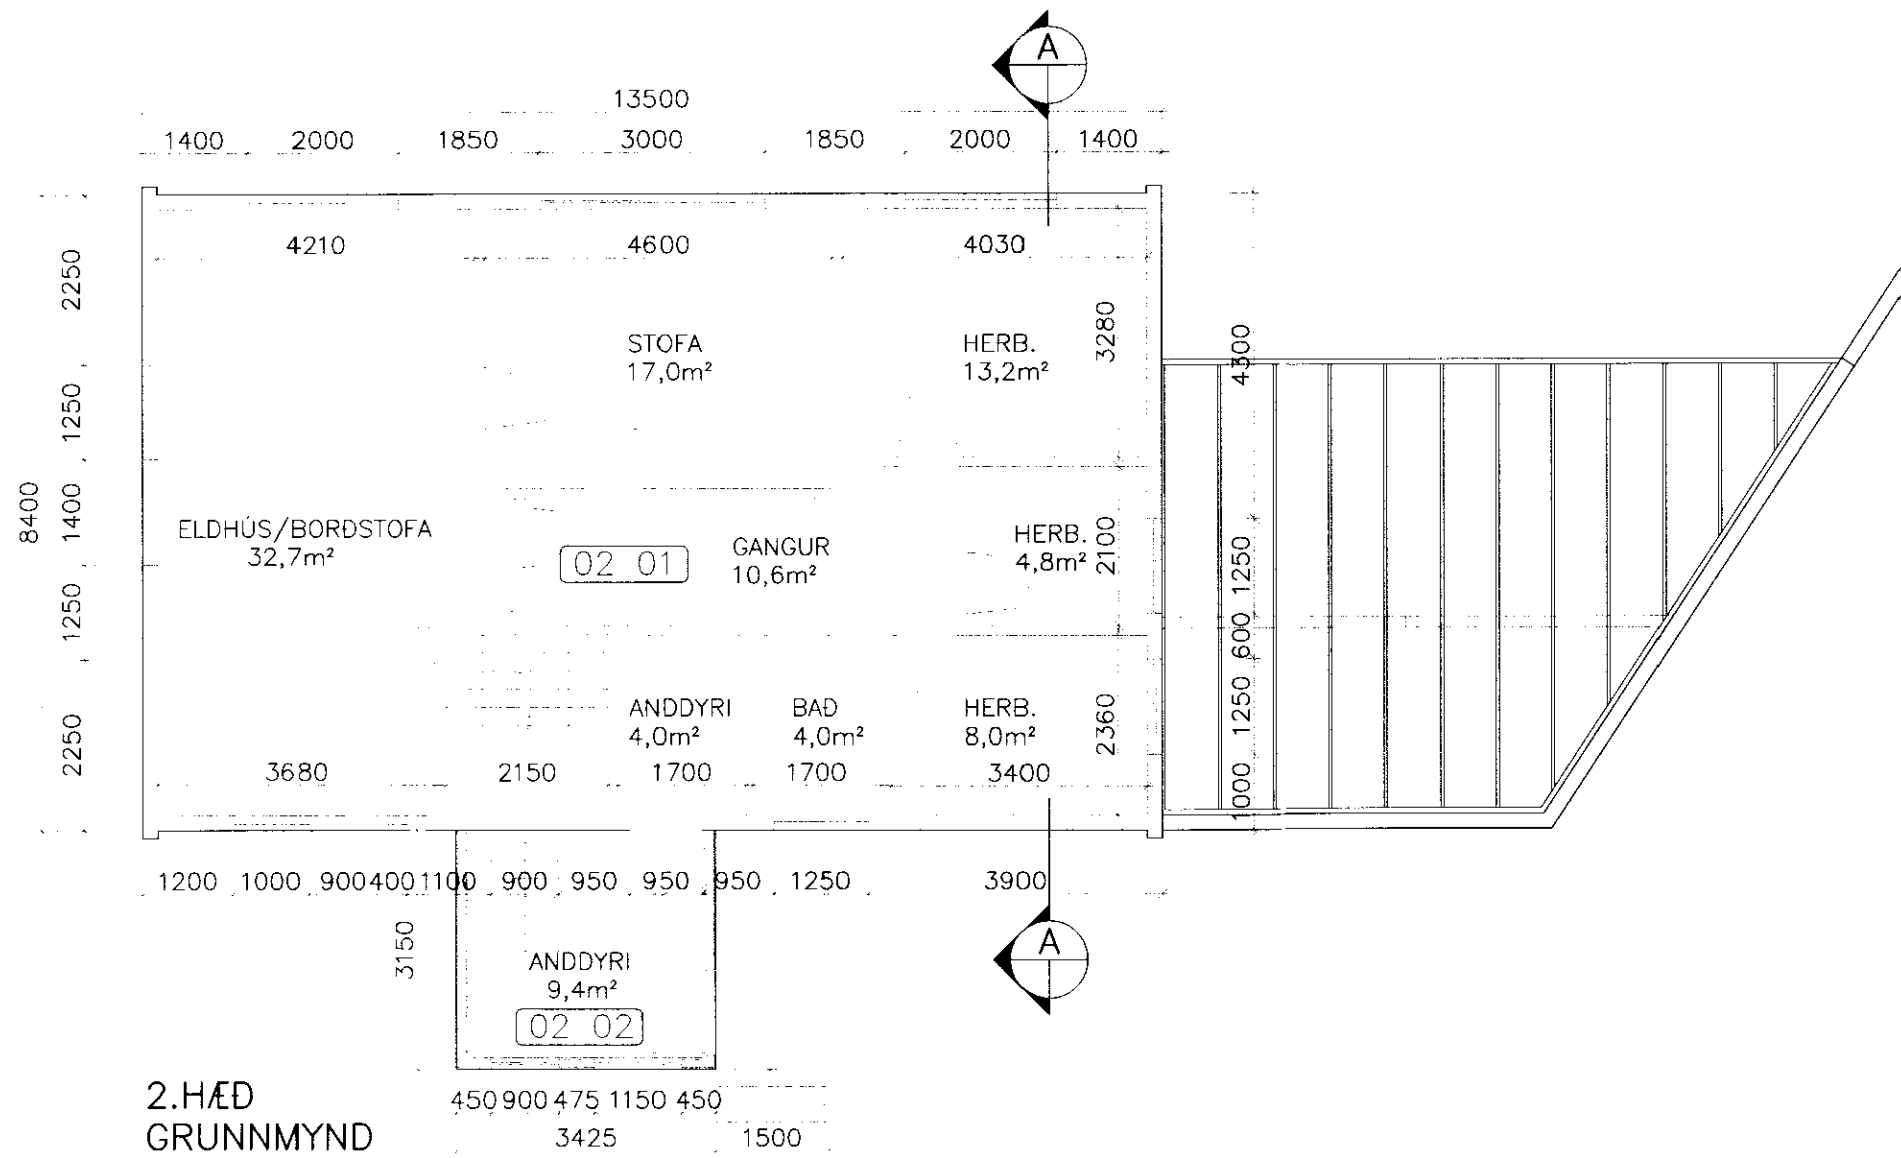 A
13500
1400 2000 1850 3000 1850 2000 1400
4210 4600 4030
2250
1250
1400
1250
2250
8400
STOFA
17,0m²
HERB.
13,2m²
3280
4300
ELDHÚS/BORÐSTOFA
32,7m²
02 01
GANGUR
10,6m²
HERB.
4,8m²
2100
1250
600
1250
1000
ANDDYRI
4,0m²
BAÐ
4,0m²
HERB.
8,0m²
2360
3680 2150 1700 1700 3400
1200 1000 900 400 1100 900 950 950 950 1250 3900
3150
A
ANDDYRI
9,4m²
02 02
450 900 475 1150 450
3425 1500
2.HÆÐ
GRUNNMYND